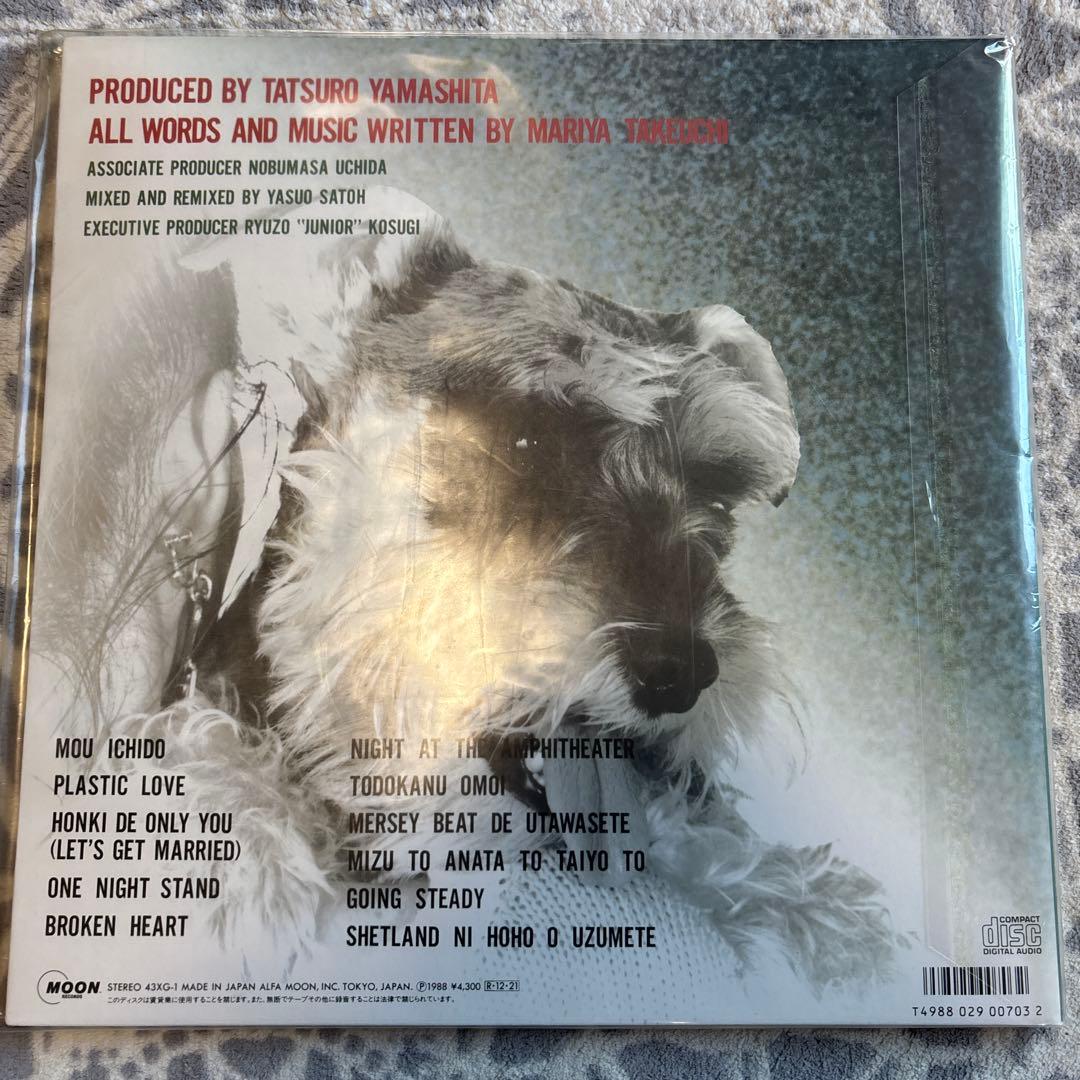 PRODUCED BY TATSURO YAMASHITA
ALL WORDS AND MUSIC WRITTEN BY MARIYA TAKEUCHI
ASSOCIATE PRODUCER NOBUMASA UCHIDA
MIXED AND REMIXED BY YASUO SATOH
EXECUTIVE PRODUCER RYUZO "JUNIOR" KOSUGI
MOU ICHIDO
PLASTIC LOVE
HONKI DE ONLY YOU
(LET'S GET MARRIED)
ONE NIGHT STAND
BROKEN HEART
NIGHT AT THE AMPHITHEATER
TODOKANU OMOI
MERSEY BEAT DE UTAWASETE
MIZU TO ANATA TO TAIYO TO
GOING STEADY
SHETLAND NI HOHO O UZUMETE
COMPACT
disc
DIGITAL AUDIO
MOON
RECORDS
STEREO 43XG-1 MADE IN JAPAN ALFA MOON, INC. TOKYO, JAPAN. Ⓟ1988 ¥4,300 R・12・21
このディスクは賃貸業に使用することを禁じます。また、無断でテープその他に録音することは法律で禁じられています。
T4988 029 00703 2